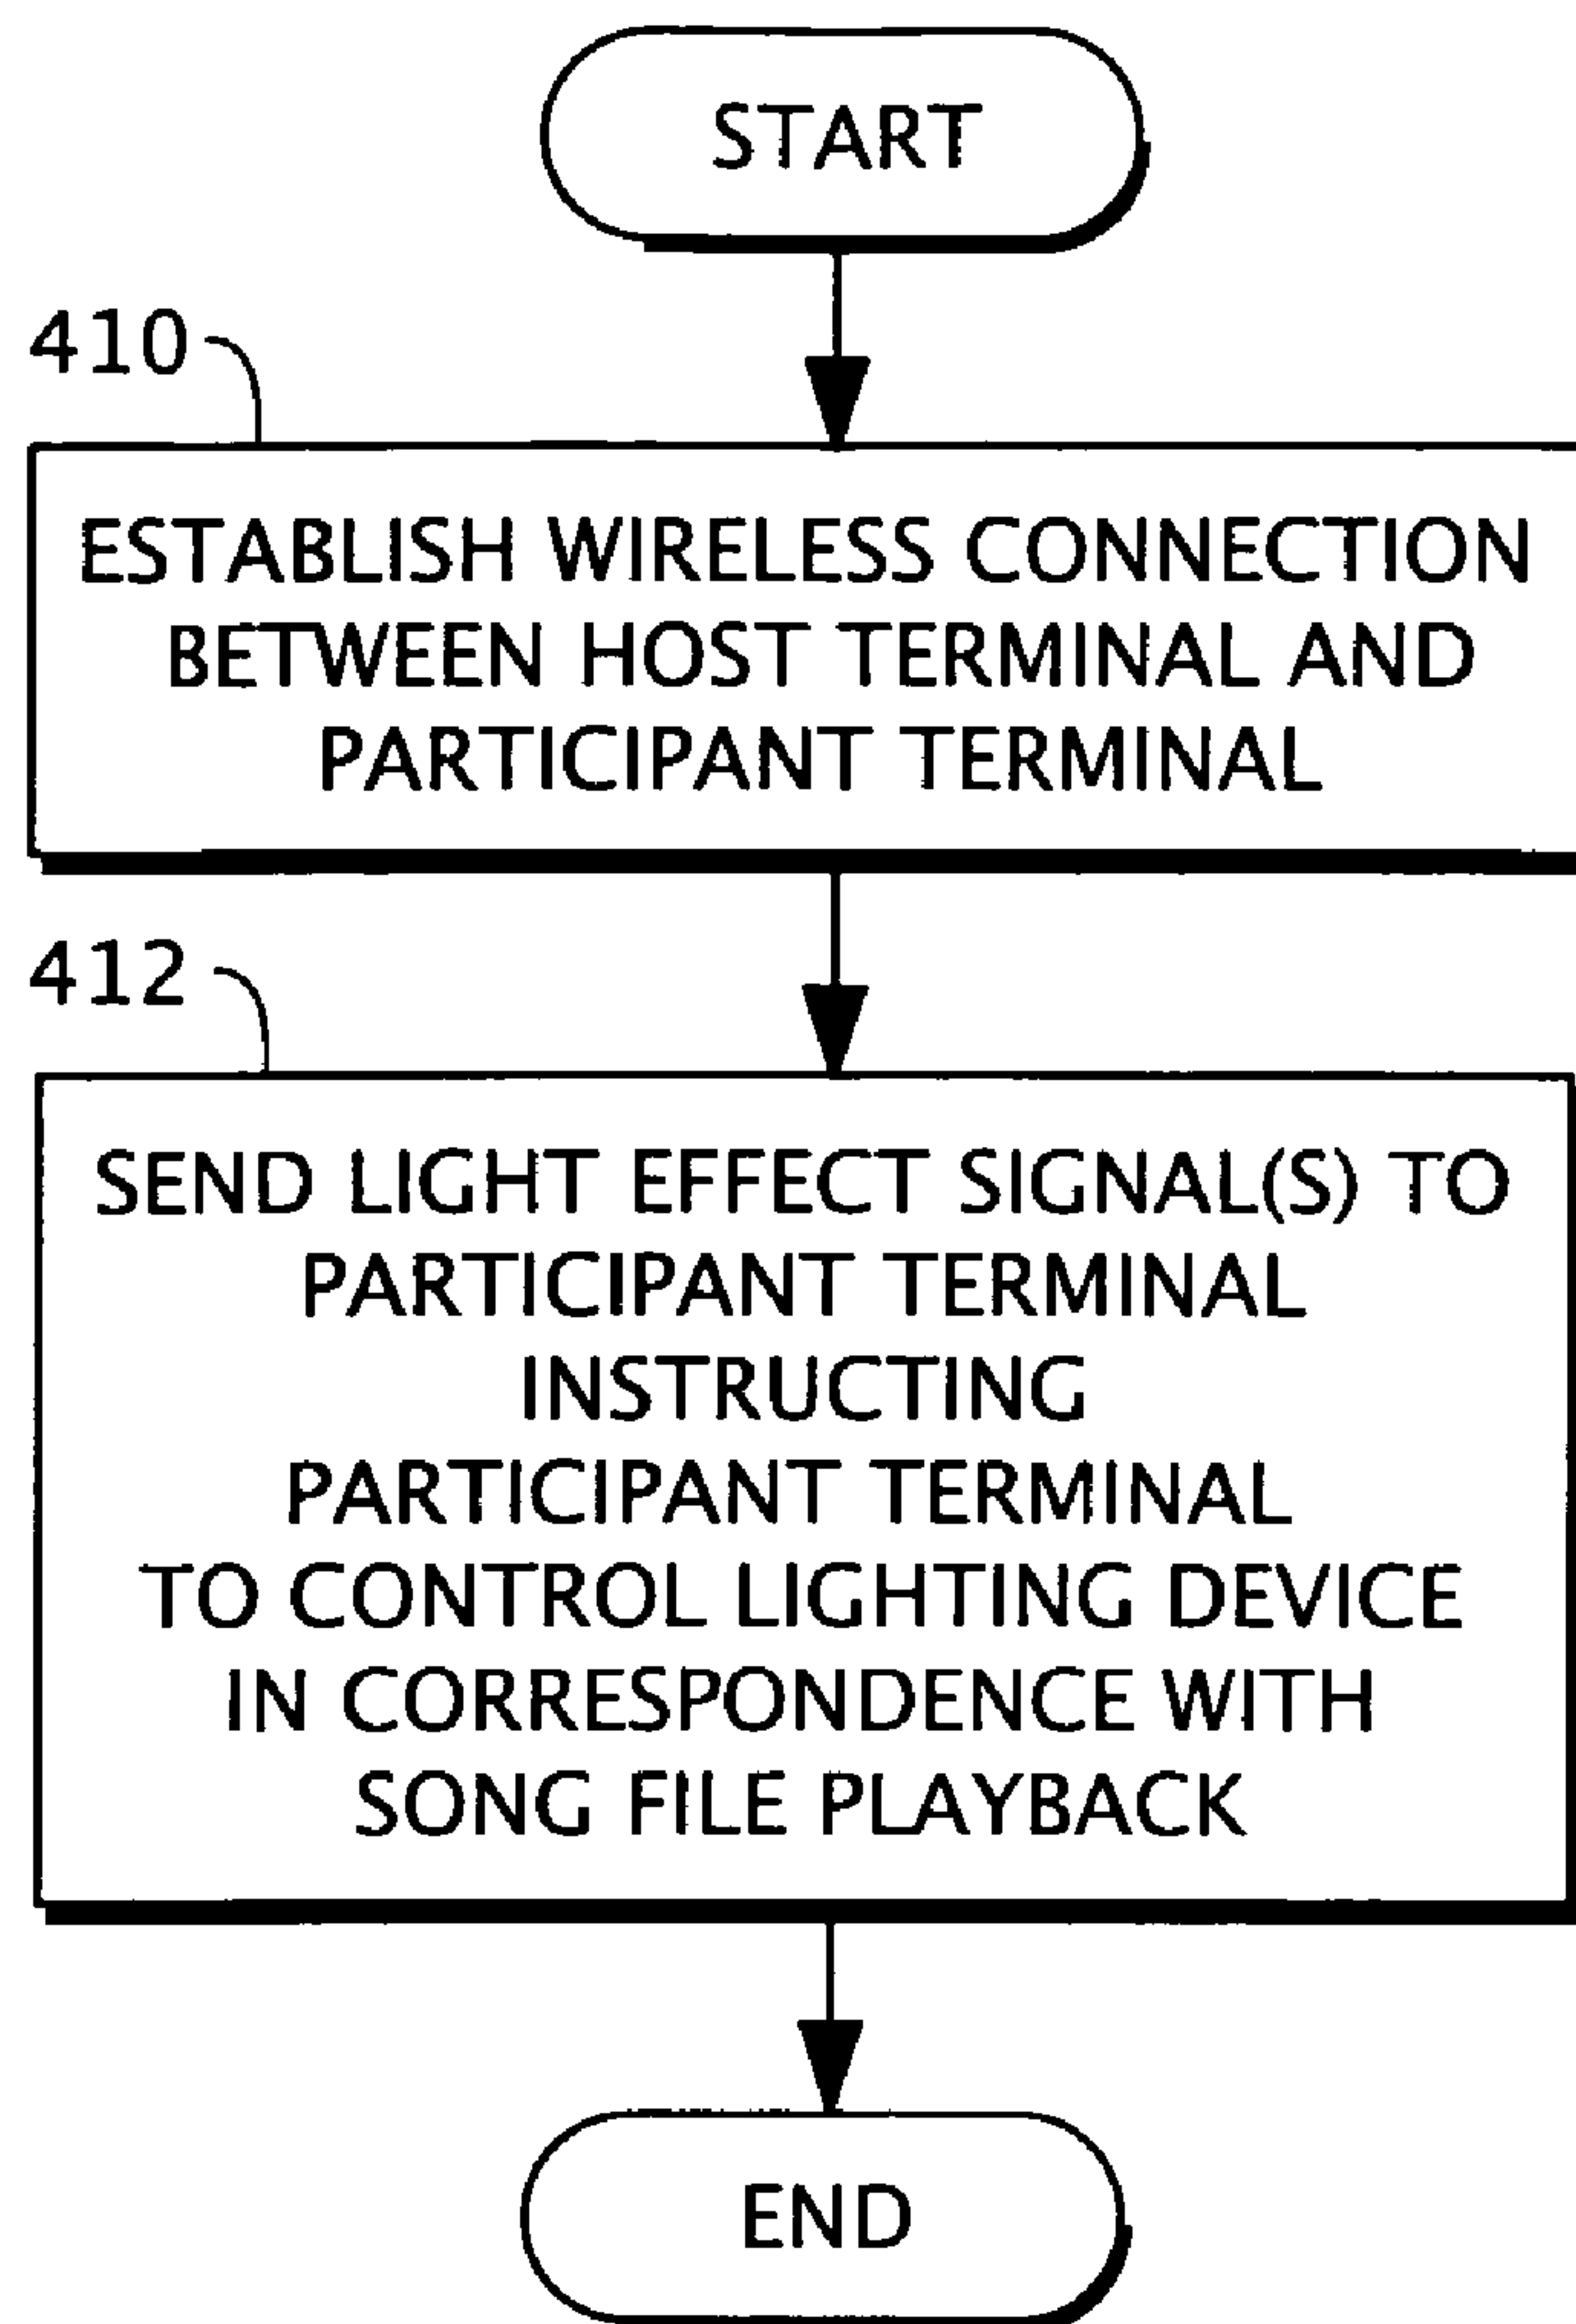 START
410
ESTABLISH WIRELESS CONNECTION
BETWEEN HOST TERMINAL AND
PARTICIPANT TERMINAL
412
SEND LIGHT EFFECT SIGNAL(S) TO
PARTICIPANT TERMINAL
INSTRUCTING
PARTICIPANT TERMINAL
TO CONTROL LIGHTING DEVICE
IN CORRESPONDENCE WITH
SONG FILE PLAYBACK
END